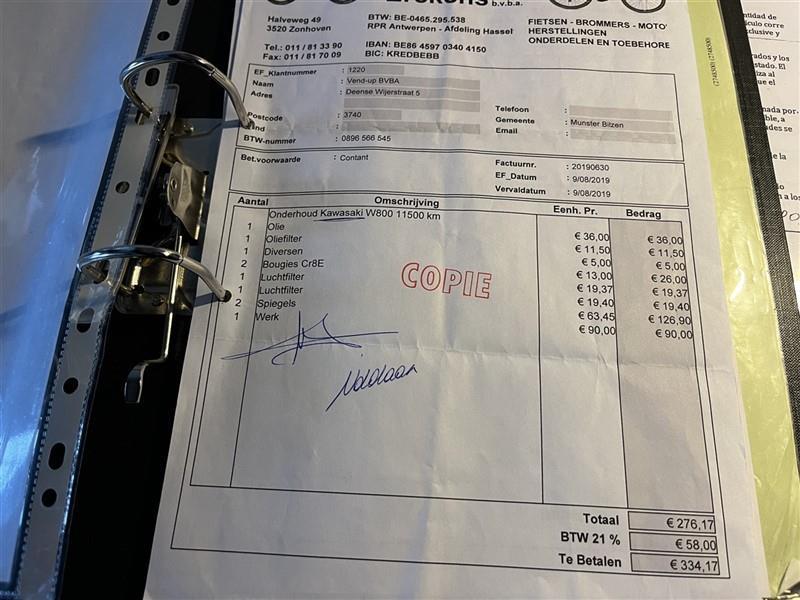 b.v.b.a.
Halveweg 49
3520 Zonhoven
Tel.: 011 / 81 33 90
Fax: 011 / 81 70 09
BTW: BE-0465.295.538
RPR Antwerpen - Afdeling Hassel
IBAN: BE86 4597 0340 4150
BIC: KREDBEBB
FIETSEN - BROMMERS - MOTO
HERSTELLINGEN
ONDERDELEN EN TOEBEHORE
EF_Klantnummer : 1220
Naam : Vend-up BVBA
Adres : Deense Wijerstraat 5
Postcode : 3740
Land :
BTW-nummer : 0896 566 545
Telefoon :
Gemeente : Munster Bilzen
Email :
Bet.voorwaarde : Contant
Factuurnr. : 20190630
EF_Datum : 9/08/2019
Vervaldatum : 9/08/2019
Aantal Omschrijving Eenh. Pr. Bedrag
Onderhoud Kawasaki W800 11500 km
1 Olie € 36,00 € 36,00
1 Oliefilter € 11,50 € 11,50
1 Diversen € 5,00 € 5,00
2 Bougies Cr8E € 13,00 € 26,00
1 Luchtfilter € 19,37 € 19,37
1 Luchtfilter € 19,40 € 19,40
2 Spiegels € 63,45 € 126,90
1 Werk € 90,00 € 90,00
COPIE
Voldaan
Totaal € 276,17
BTW 21 % € 58,00
Te Betalen € 334,17